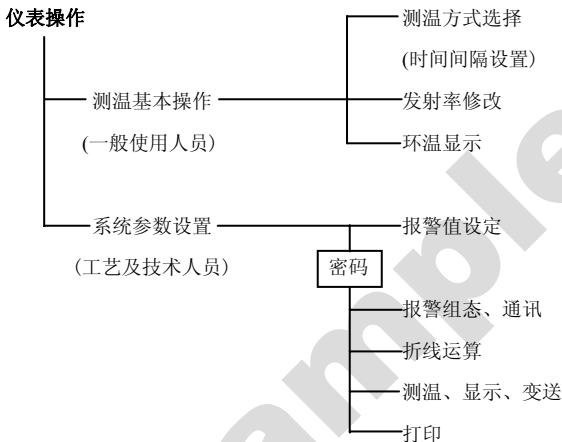 仪表操作
测温方式选择
(时间间隔设置)
测温基本操作
发射率修改
(一般使用人员)
环温显示
系统参数设置
报警值设定
(工艺及技术人员)
密码
报警组态、通讯
折线运算
测温、显示、变送
打印
ample